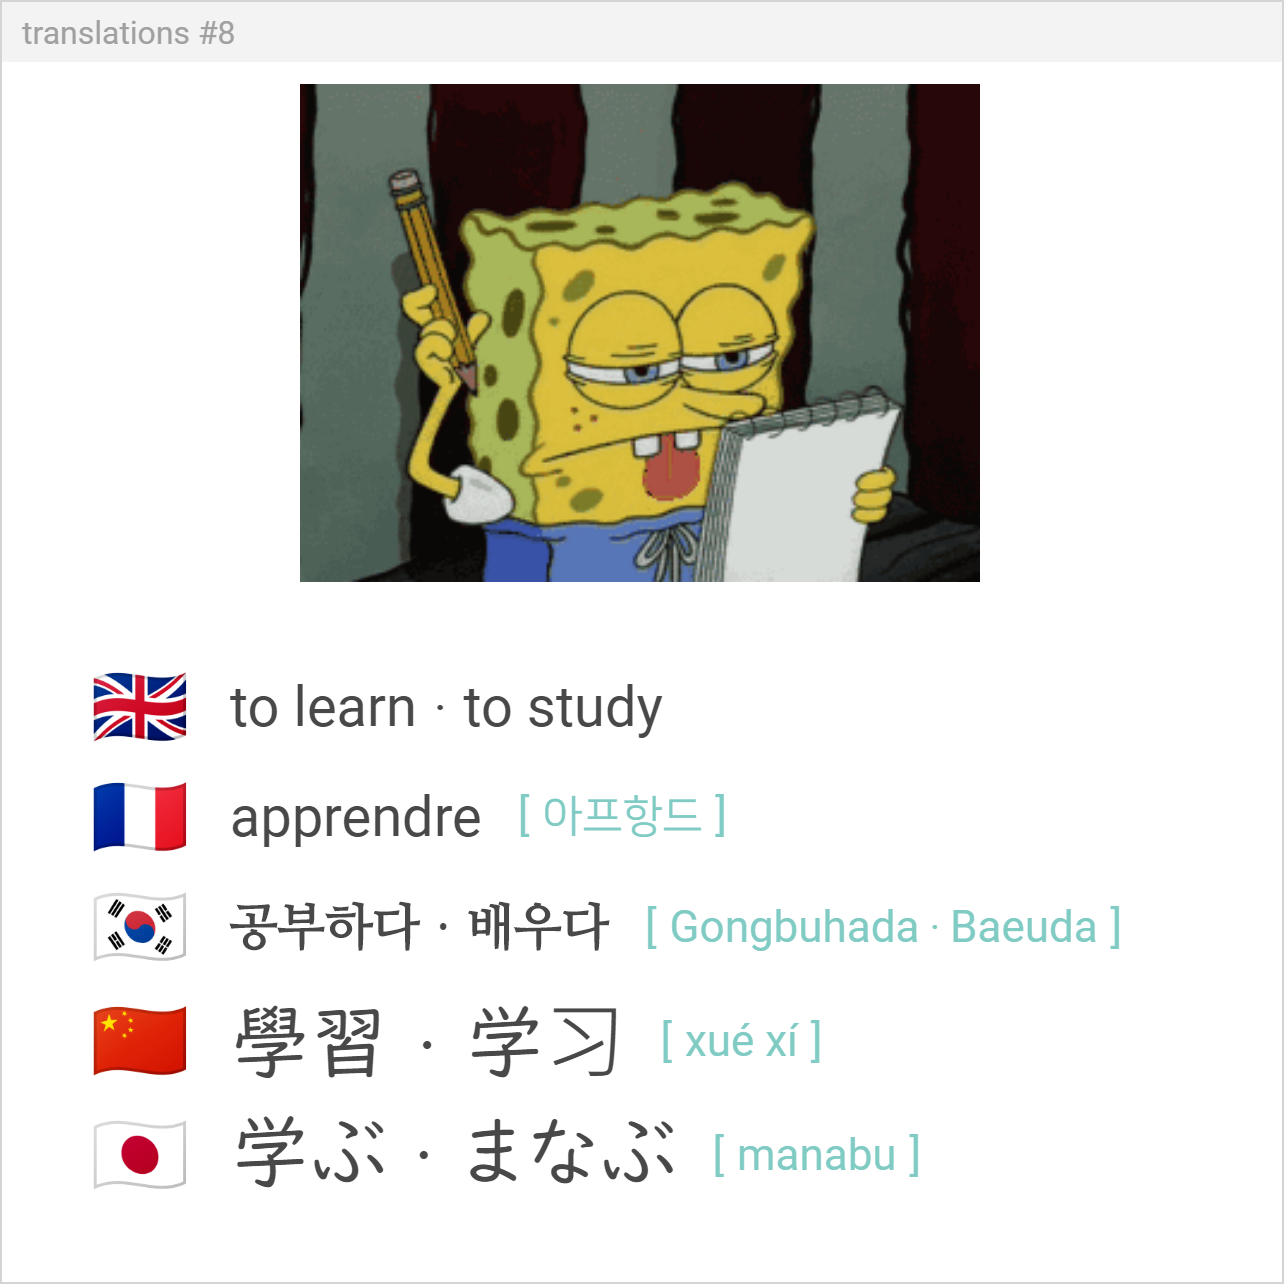 translations #8
to learn · to study
apprendre [ 아프항드 ]
공부하다 · 배우다 [ Gongbuhada · Baeuda ]
學習 · 学习 [ xué xí ]
学ぶ · まなぶ [ manabu ]